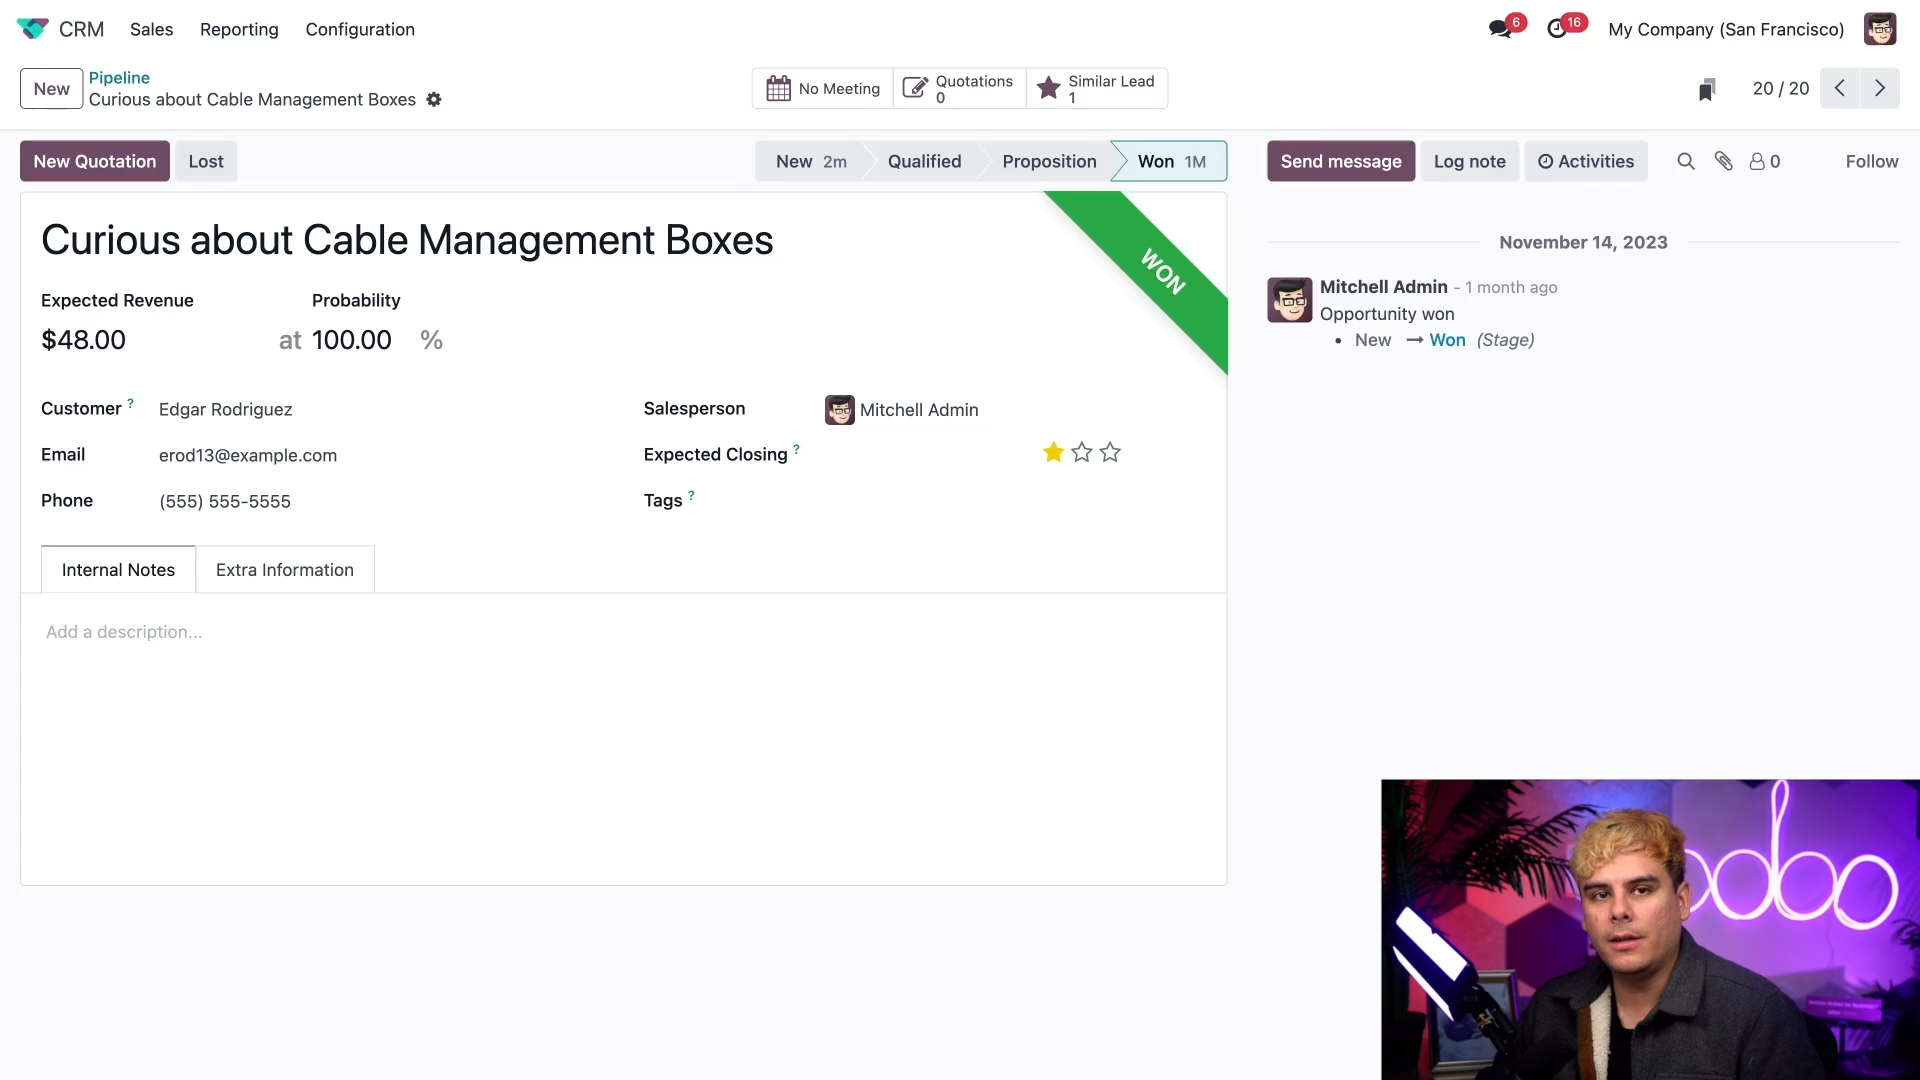 CRM Sales Reporting Configuration 6 16 My Company (San Francisco)
New Pipeline
Curious about Cable Management Boxes
No Meeting Quotations 0 Similar Lead 1
20 / 20
New Quotation Lost New 2m Qualified Proposition Won 1M Send message Log note Activities 0 Follow
Curious about Cable Management Boxes
WON
Expected Revenue Probability
$48.00 at 100.00 %
Customer ? Edgar Rodriguez Salesperson Mitchell Admin
Email erod13@example.com Expected Closing ?
Phone (555) 555-5555 Tags ?
Internal Notes Extra Information
Add a description...
November 14, 2023
Mitchell Admin - 1 month ago
Opportunity won
• New → Won (Stage)
odoo